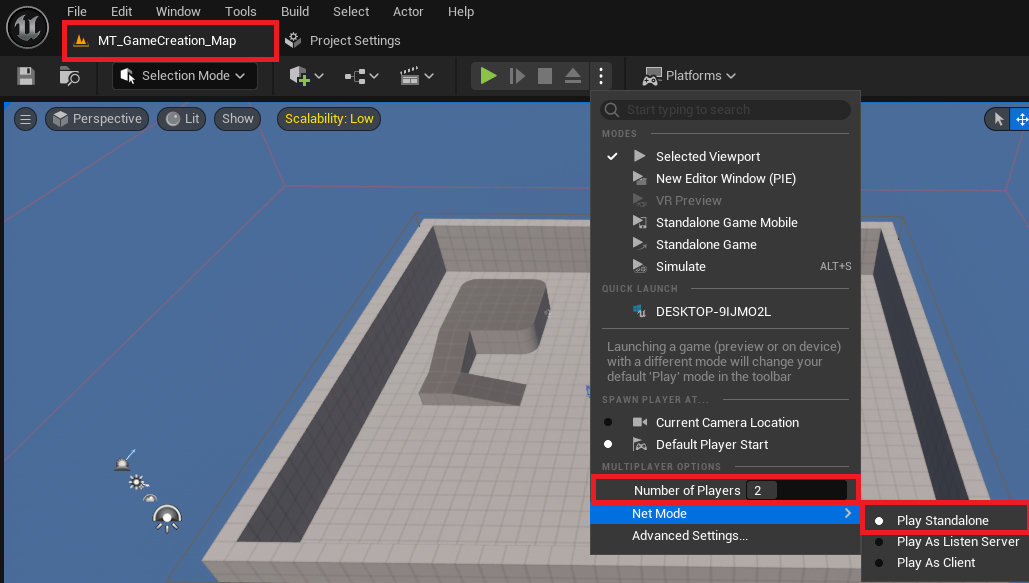 File Edit Window Tools Build Select Actor Help
MT_GameCreation_Map Project Settings
Selection Mode Platforms
Perspective Lit Show Scalability: Low
Start typing to search
MODES
Selected Viewport
New Editor Window (PIE)
VR Preview
Standalone Game Mobile
Standalone Game
Simulate ALT+S
QUICK LAUNCH
DESKTOP-9IJMO2L
Launching a game (preview or on device)
with a different mode will change your
default 'Play' mode in the toolbar
SPAWN PLAYER AT...
Current Camera Location
Default Player Start
MULTIPLAYER OPTIONS
Number of Players 2
Net Mode
Play Standalone
Advanced Settings...
Play As Listen Server
Play As Client